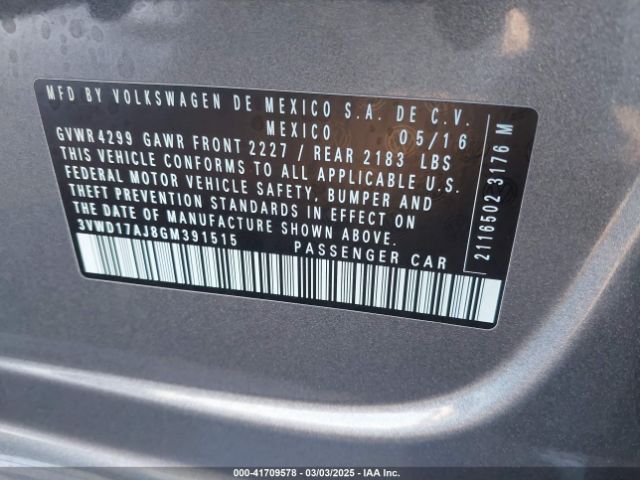 MFD BY VOLKSWAGEN DE MEXICO S.A. DE C.V.
MEXICO 05/16
GVWR 4299 GAWR FRONT 2227 / REAR 2183 LBS
THIS VEHICLE CONFORMS TO ALL APPLICABLE U.S.
FEDERAL MOTOR VEHICLE SAFETY, BUMPER AND
THEFT PREVENTION STANDARDS IN EFFECT ON
THE DATE OF MANUFACTURE SHOWN ABOVE.
3VWD17AJ8GM391515 PASSENGER CAR
2116502 3176 M
000-41709578 - 03/03/2025 - IAA Inc.